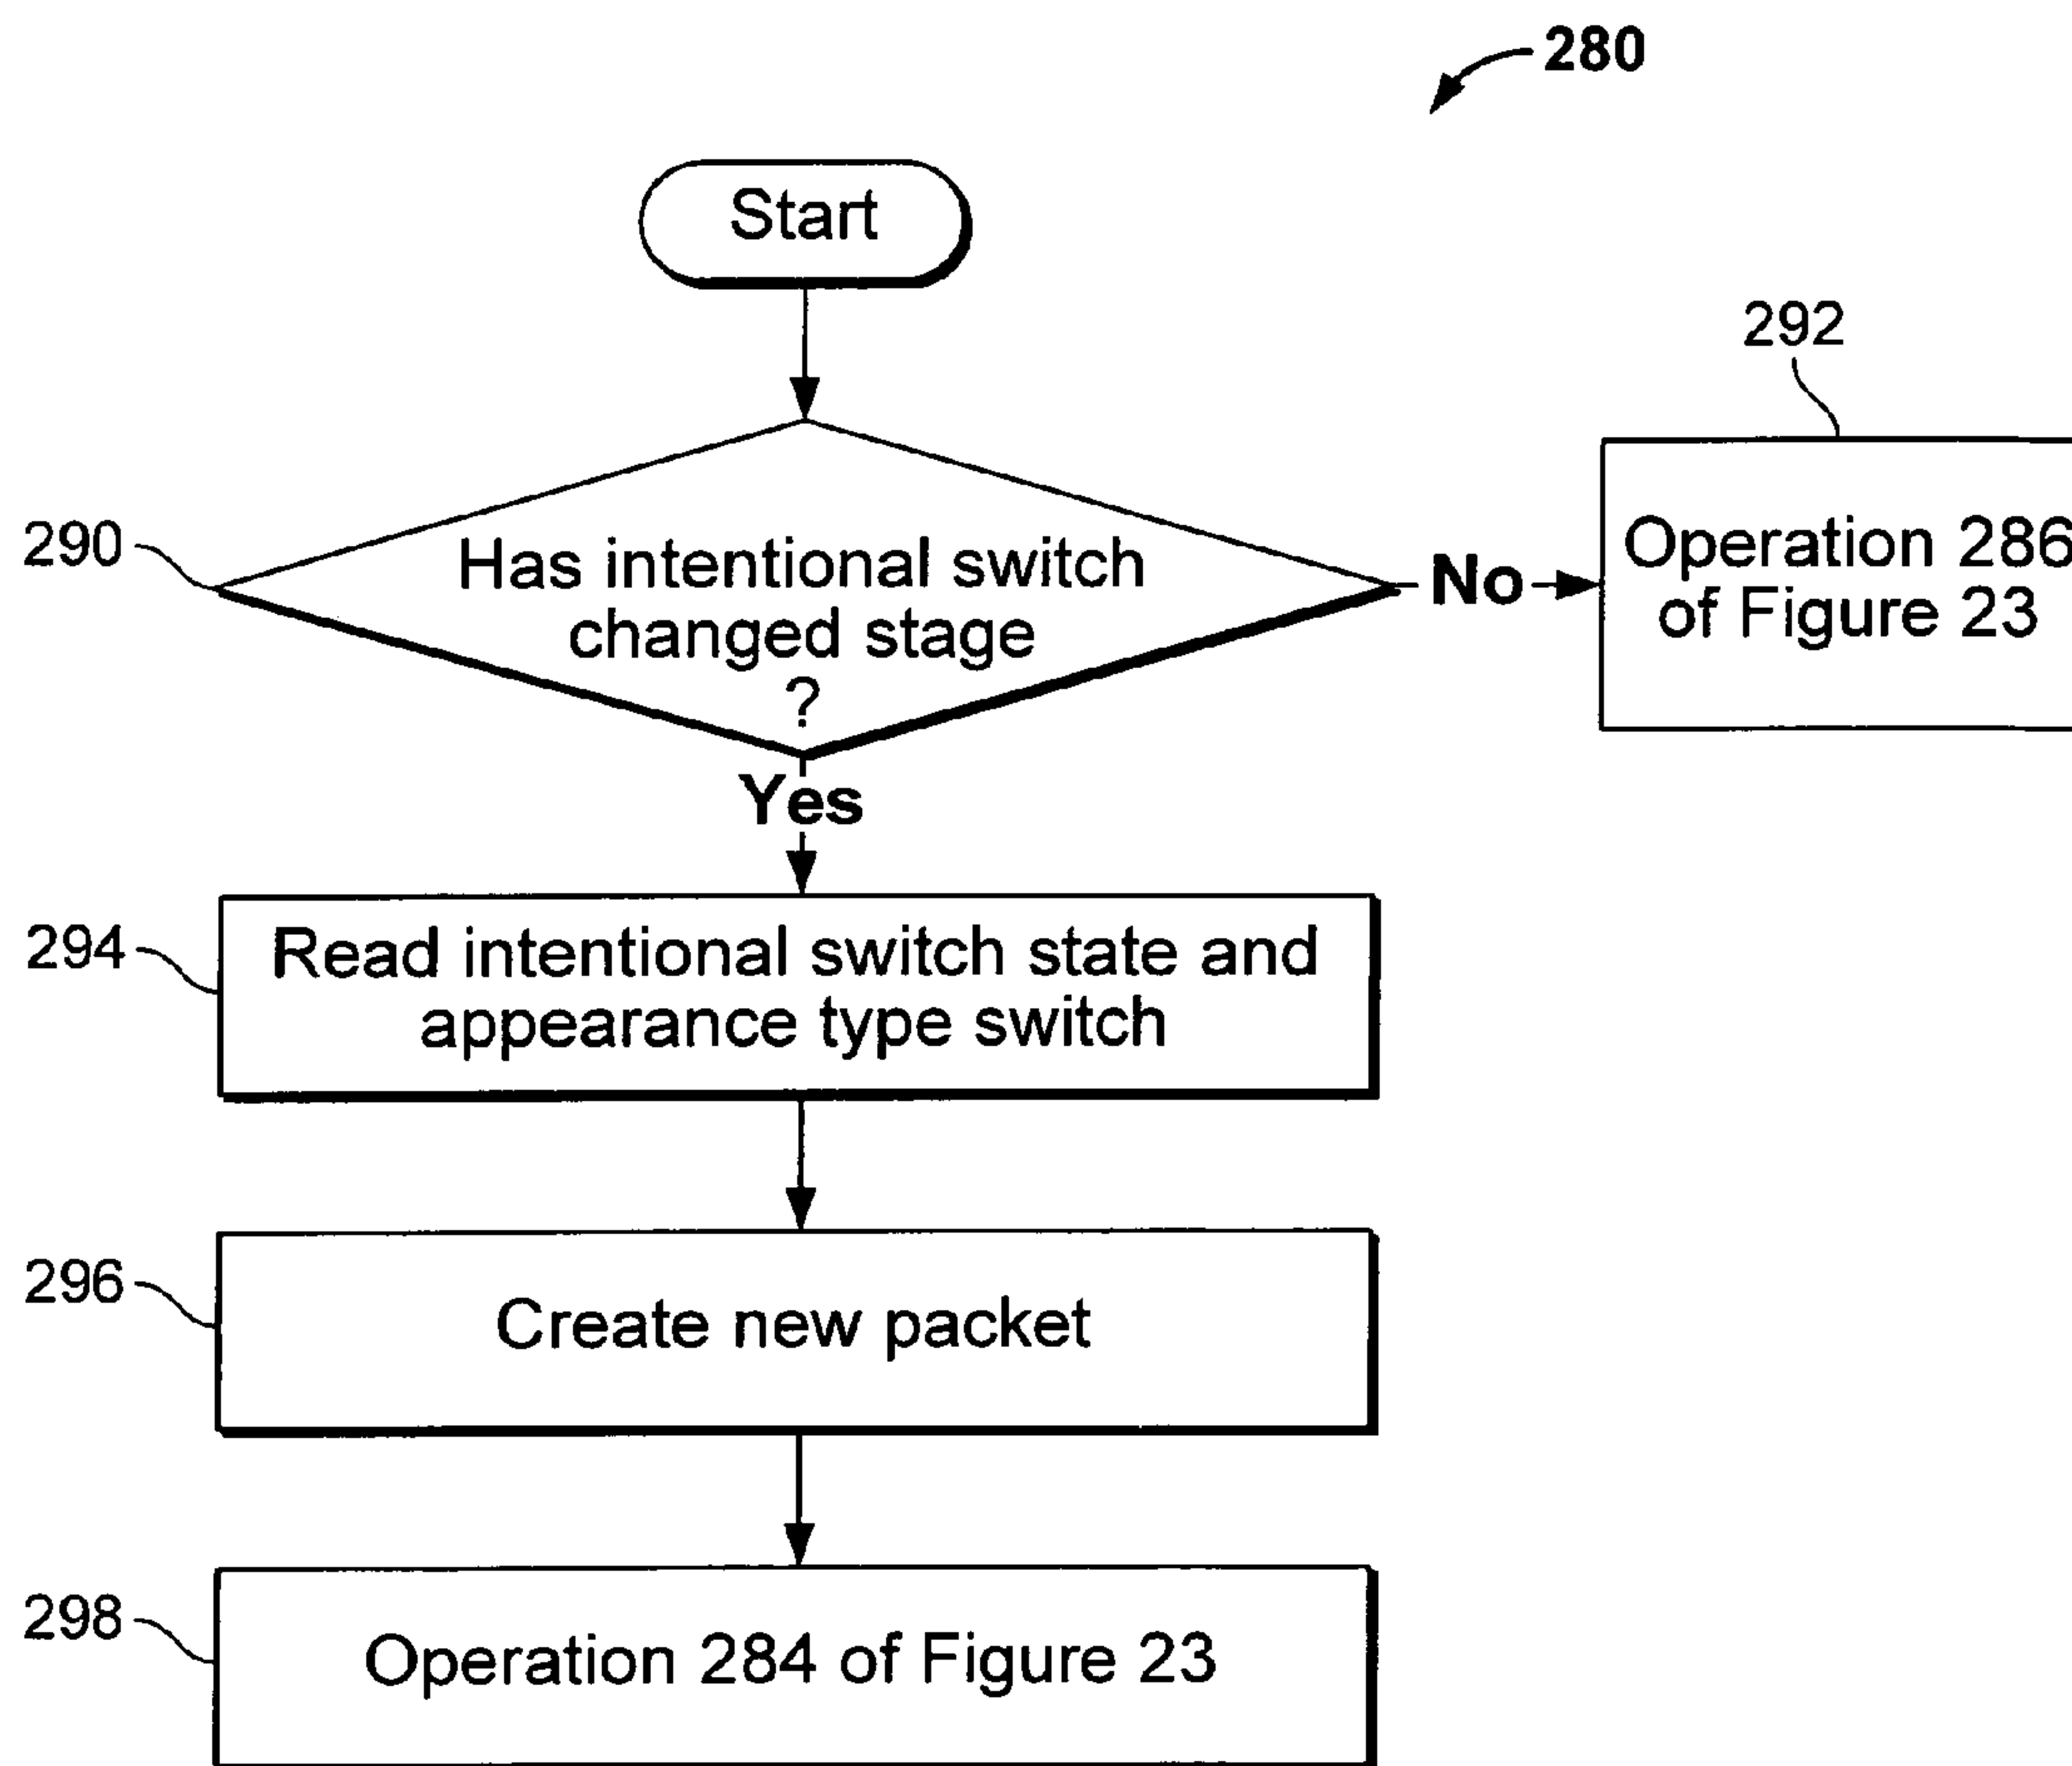 280
Start
292
290
Has intentional switch
changed stage
?
No
Operation 286
of Figure 23
Yes
294
Read intentional switch state and
appearance type switch
296
Create new packet
298
Operation 284 of Figure 23